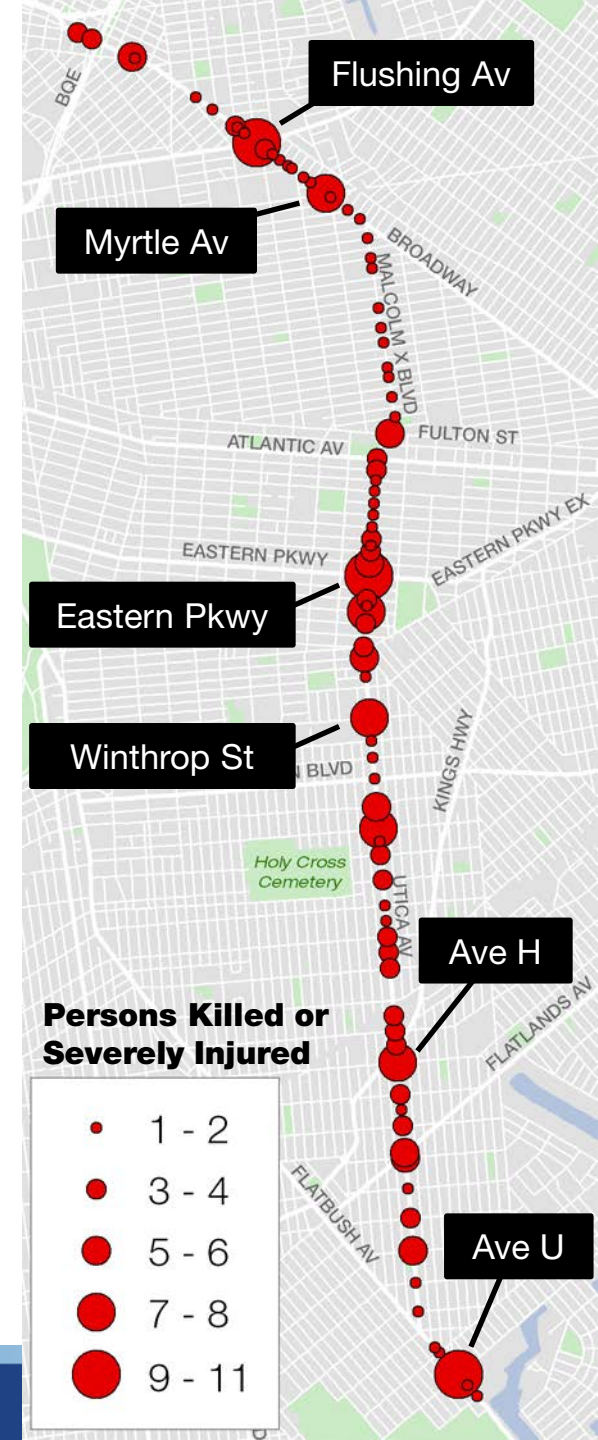 Flushing Av
BQE
Myrtle Av
BROADWAY
MALCOLM X BLVD
FULTON ST
ATLANTIC AV
EASTERN PKWY EX
EASTERN PKWY
Eastern Pkwy
Winthrop St
BLVD
KINGS HWY
Holy Cross
Cemetery
UTICA AV
Ave H
FLATLANDS AV
Persons Killed or
Severely Injured
1 - 2
3 - 4
5 - 6
7 - 8
9 - 11
FLATBUSH AV
Ave U